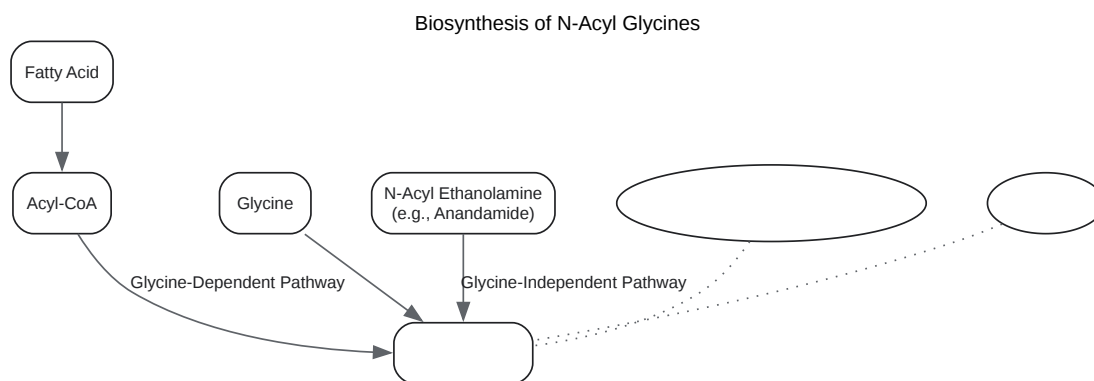 Biosynthesis of N-Acyl Glycines
Fatty Acid
Acyl-CoA
Glycine
N-Acyl Ethanolamine
(e.g., Anandamide)
Glycine-Dependent Pathway
Glycine-Independent Pathway